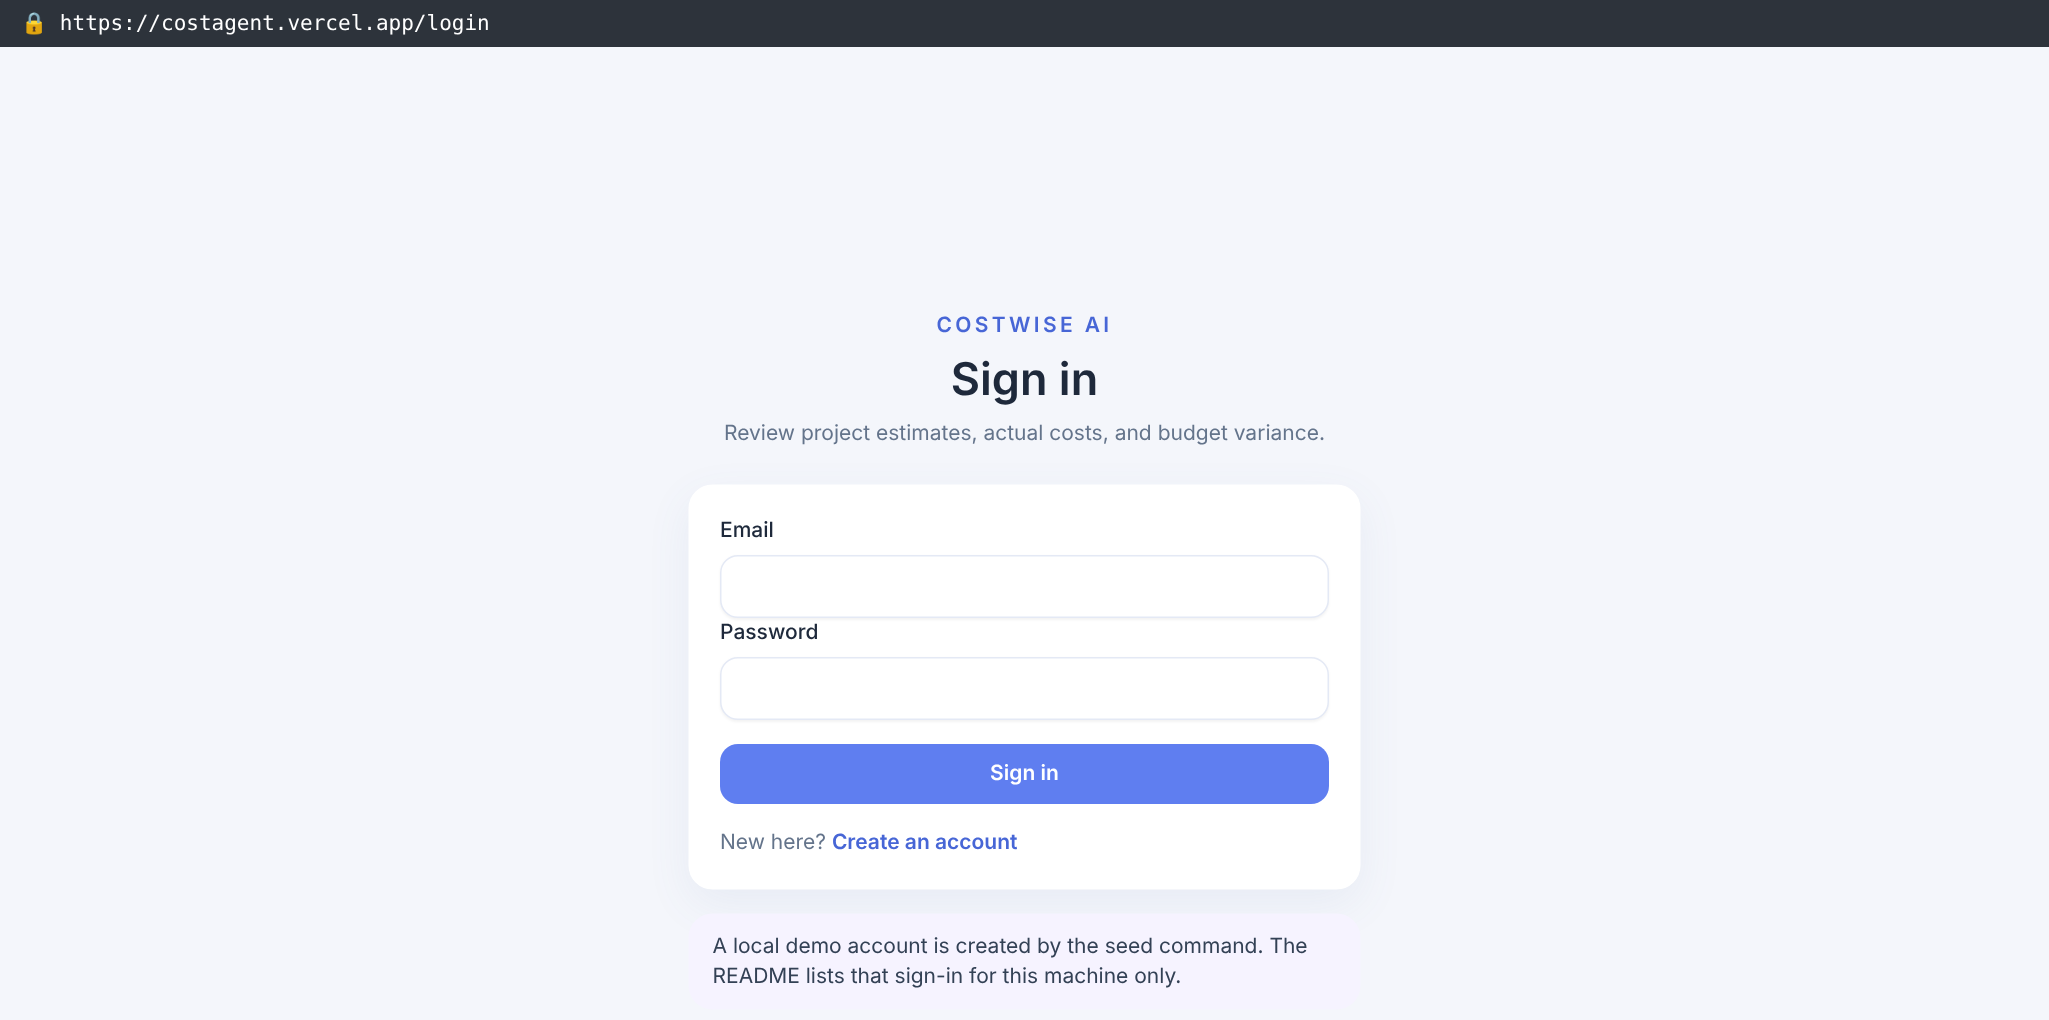 https://costagent.vercel.app/login
COSTWISE AI
Sign in
Review project estimates, actual costs, and budget variance.
Email
Password
Sign in
New here? Create an account
A local demo account is created by the seed command. The
README lists that sign-in for this machine only.